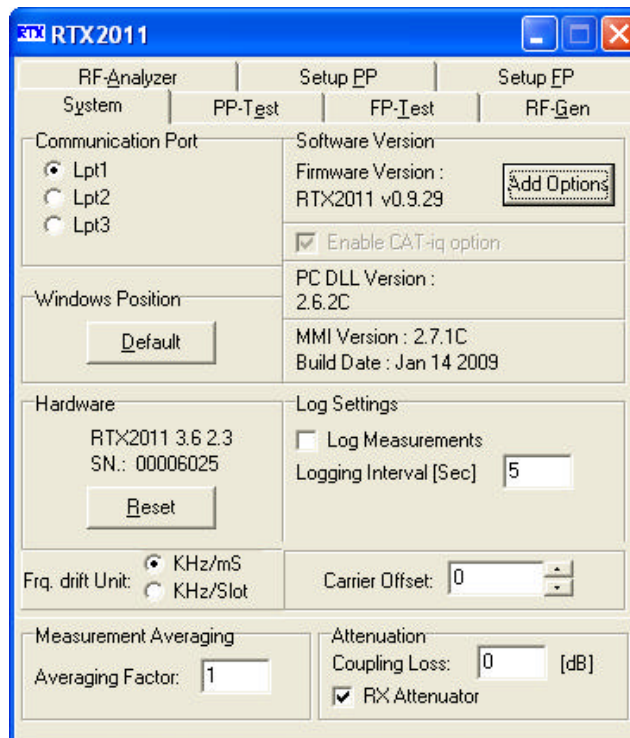 RTX RTX2011
RF-Analyzer Setup PP Setup FP
System PP-Test FP-Test RF-Gen
Communication Port
Lpt1
Lpt2
Lpt3
Software Version
Firmware Version :
RTX2011 v0.9.29
Add Options
Enable CAT-iq option
PC DLL Version :
2.6.2C
MMI Version : 2.7.1C
Build Date : Jan 14 2009
Windows Position
Default
Hardware
RTX2011 3.6 2.3
SN.: 00006025
Reset
Log Settings
Log Measurements
Logging Interval [Sec] 5
Frq. drift Unit:
KHz/mS
KHz/Slot
Carrier Offset: 0
Measurement Averaging
Averaging Factor: 1
Attenuation
Coupling Loss: 0 [dB]
RX Attenuator